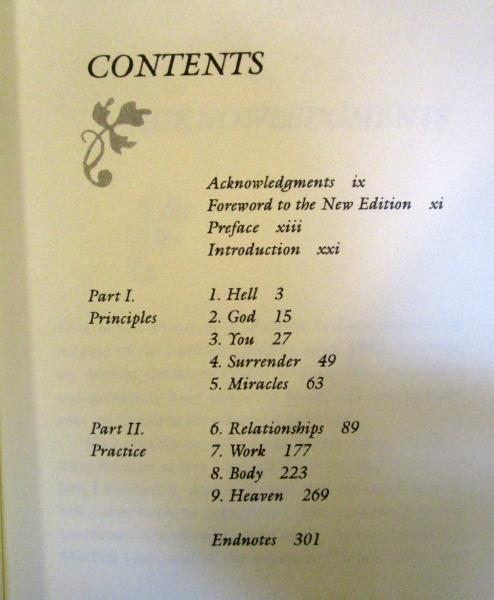 CONTENTS
Acknowledgments ix
Foreword to the New Edition xi
Preface xiii
Introduction xxi
Part I.
Principles
1. Hell 3
2. God 15
3. You 27
4. Surrender 49
5. Miracles 63
Part II.
Practice
6. Relationships 89
7. Work 177
8. Body 223
9. Heaven 269
Endnotes 301